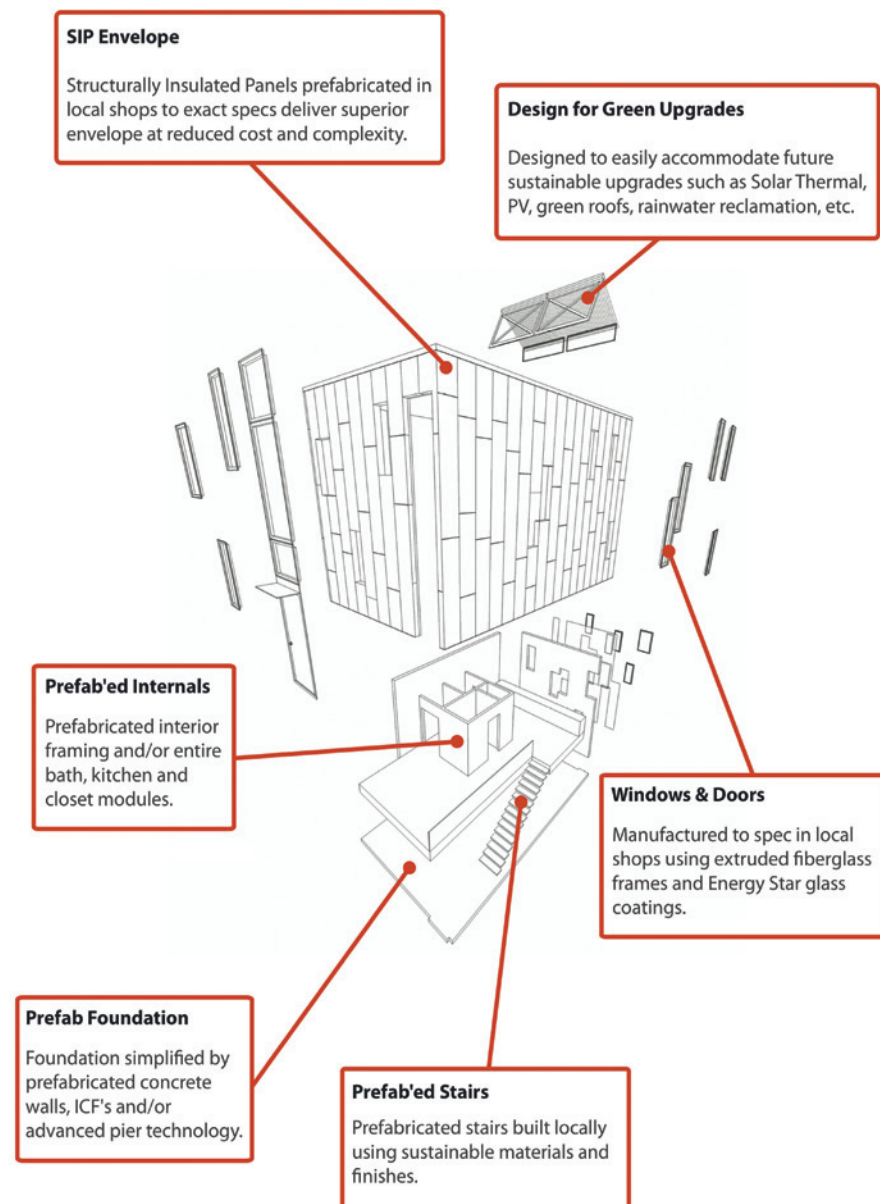 SIP Envelope
Structurally Insulated Panels prefabricated in
local shops to exact specs deliver superior
envelope at reduced cost and complexity.
Design for Green Upgrades
Designed to easily accommodate future
sustainable upgrades such as Solar Thermal,
PV, green roofs, rainwater reclamation, etc.
Prefab'ed Internals
Prefabricated interior
framing and/or entire
bath, kitchen and
closet modules.
Windows & Doors
Manufactured to spec in local
shops using extruded fiberglass
frames and Energy Star glass
coatings.
Prefab Foundation
Foundation simplified by
prefabricated concrete
walls, ICF's and/or
advanced pier technology.
Prefab'ed Stairs
Prefabricated stairs built locally
using sustainable materials and
finishes.